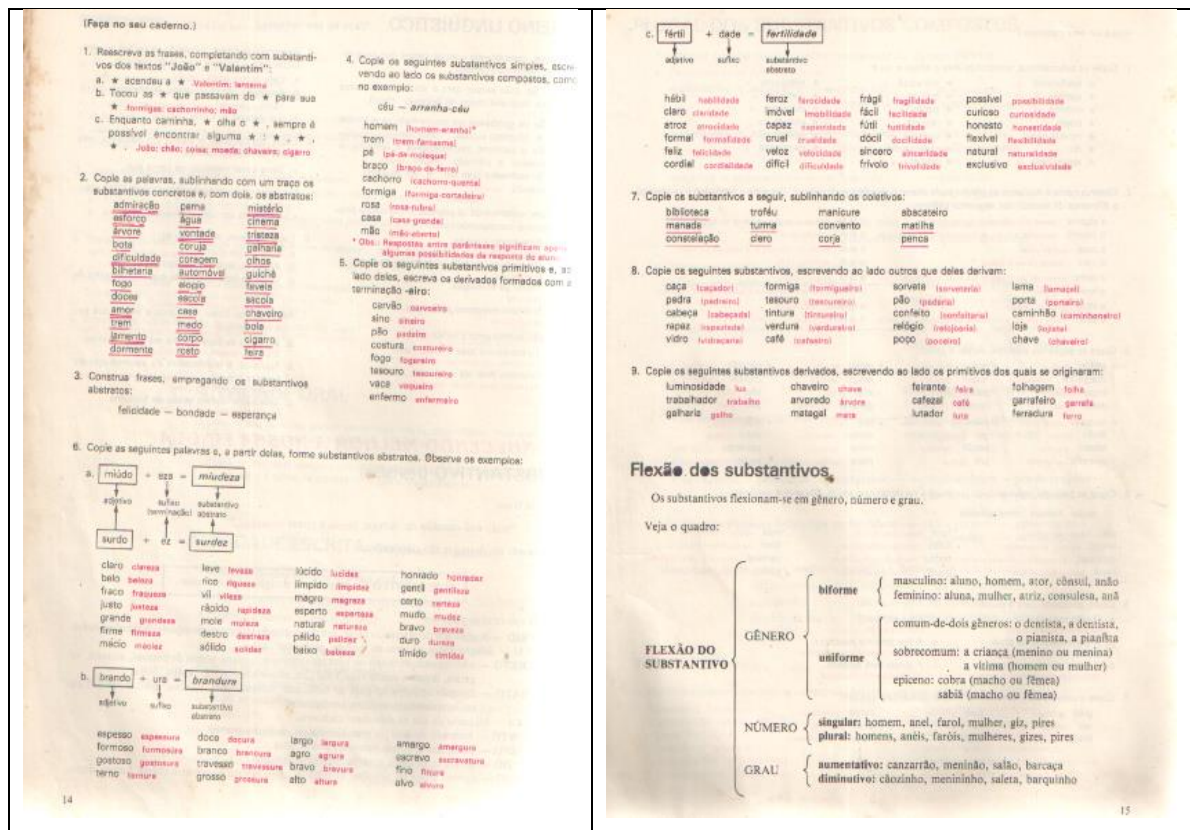 (Faça no seu caderno.)
1. Reescreva as frases, completando com substanti-
vos dos textos "João" e "Valentim":
a. ★ acendeu a ★ Valentim; lanterna
b. Tocou as ★ que passavam do ★ para sua
★ formigas; cachorrinho; mão
c. Enquanto caminha, ★ olha o ★, sempre é
possível encontrar alguma ★ : ★, ★,
★. João; chão; coisa; moeda; chaveiro; cigarro
2. Copie as palavras, sublinhando com um traço os
substantivos concretos e, com dois, os abstratos:
admiração perna mistério
esforço água cinema
árvore vontade tristeza
bota coruja galharia
dificuldade coragem olhos
bilheteria automóvel guichê
fogo elogio favela
doces escola sacola
amor casa chaveiro
trem medo bola
lamento corpo cigarro
dormente rosto feira
3. Construa frases, empregando os substantivos
abstratos:
felicidade — bondade — esperança
4. Copie os seguintes substantivos simples, escre-
vendo ao lado os substantivos compostos, como
no exemplo:
céu — arranha-céu
homem (homem-aranha)*
trem (trem-fantasma)
pé (pé-de-moleque)
braço (braço-de-ferro)
cachorro (cachorro-quente)
formiga (formiga-cortadeira)
rosa (rosa-rubra)
casa (casa-grande)
mão (mão-aberta)
* Obs.: Respostas entre parênteses significam apenas
algumas possibilidades de resposta do aluno.
5. Copie os seguintes substantivos primitivos e, ao
lado deles, escreva os derivados formados com a
terminação -eiro:
carvão carvoeiro
sino sineiro
pão padeiro
costura costureiro
fogo fogareiro
tesouro tesoureiro
vaca vaqueiro
enfermo enfermeiro
6. Copie as seguintes palavras e, a partir delas, forme substantivos abstratos. Observe os exemplos:
a. miúdo + eza = miudeza
adjetivo sufixo (terminação) substantivo abstrato
surdo + ez = surdez
claro clareza leve leveza lúcido lucidez honrado honradez
belo beleza rico riqueza límpido limpidez gentil gentileza
fraco fraqueza vil vileza magro magreza certo certeza
justo justeza rápido rapidez esperto esperteza mudo mudez
grande grandeza mole moleza natural natureza bravo braveza
firme firmeza destro destreza pálido palidez duro dureza
macio maciez sólido solidez baixo baixeza tímido timidez
b. brando + ura = brandura
adjetivo sufixo substantivo abstrato
espesso espessura doce doçura largo largura amargo amargura
formoso formosura branco brancura agro agrura escravo escravatura
gostoso gostosura travesso travessura bravo bravura fino finura
terno ternura grosso grossura alto altura alvo alvura
14
c. fértil + dade = fertilidade
adjetivo sufixo substantivo abstrato
hábil habilidade feroz ferocidade frágil fragilidade possível possibilidade
claro claridade imóvel imobilidade fácil facilidade curioso curiosidade
atroz atrocidade capaz capacidade fútil futilidade honesto honestidade
formal formalidade cruel crueldade dócil docilidade flexível flexibilidade
feliz felicidade veloz velocidade sincero sinceridade natural naturalidade
cordial cordialidade difícil dificuldade frívolo frivolidade exclusivo exclusividade
7. Copie os substantivos a seguir, sublinhando os coletivos:
biblioteca troféu manicure abacateiro
manada turma convento matilha
constelação clero corja penca
8. Copie os seguintes substantivos, escrevendo ao lado outros que deles derivam:
caça (caçador) formiga (formigueiro) sorvete (sorveteria) lama (lamaçal)
pedra (pedreiro) tesouro (tesoureiro) pão (padaria) porta (porteiro)
cabeça (cabeçada) tintura (tintureiro) confeito (confeitaria) caminhão (caminhoneiro)
rapaz (rapaziada) verdura (verdureiro) relógio (relojoaria) loja (lojista)
vidro (vidraçaria) café (cafeeiro) poço (poceiro) chave (chaveiro)
9. Copie os seguintes substantivos derivados, escrevendo ao lado os primitivos dos quais se originaram:
luminosidade luz chaveiro chave feirante feira folhagem folha
trabalhador trabalho arvoredo árvore cafezal café garrafeiro garrafa
galharia galho matagal mata lutador luta ferradura ferro
Flexão dos substantivos
Os substantivos flexionam-se em gênero, número e grau.
Veja o quadro:
FLEXÃO DO
SUBSTANTIVO
GÊNERO
biforme
masculino: aluno, homem, ator, cônsul, anão
feminino: aluna, mulher, atriz, consulesa, anã
uniforme
comum-de-dois gêneros: o dentista, a dentista,
o pianista, a pianista
sobrecomum: a criança (menino ou menina)
a vítima (homem ou mulher)
epiceno: cobra (macho ou fêmea)
sabiá (macho ou fêmea)
NÚMERO
singular: homem, anel, farol, mulher, giz, pires
plural: homens, anéis, faróis, mulheres, gizes, pires
GRAU
aumentativo: canzarrão, meninão, salão, barcaça
diminutivo: cãozinho, menininho, saleta, barquinho
15